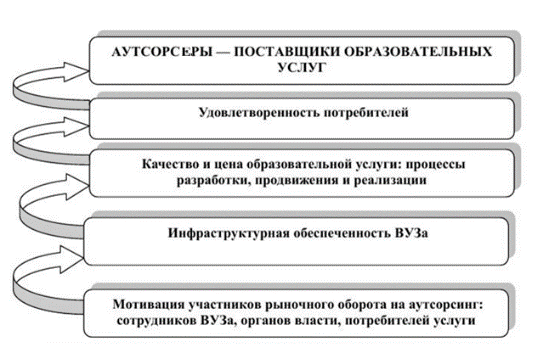 АУТСОРСЕРЫ — ПОСТАВЩИКИ ОБРАЗОВАТЕЛЬНЫХ
УСЛУГ
Удовлетворенность потребителей
Качество и цена образовательной услуги: процессы
разработки, продвижения и реализации
Инфраструктурная обеспеченность ВУЗа
Мотивация участников рыночного оборота на аутсорсинг:
сотрудников ВУЗа, органов власти, потребителей услуги